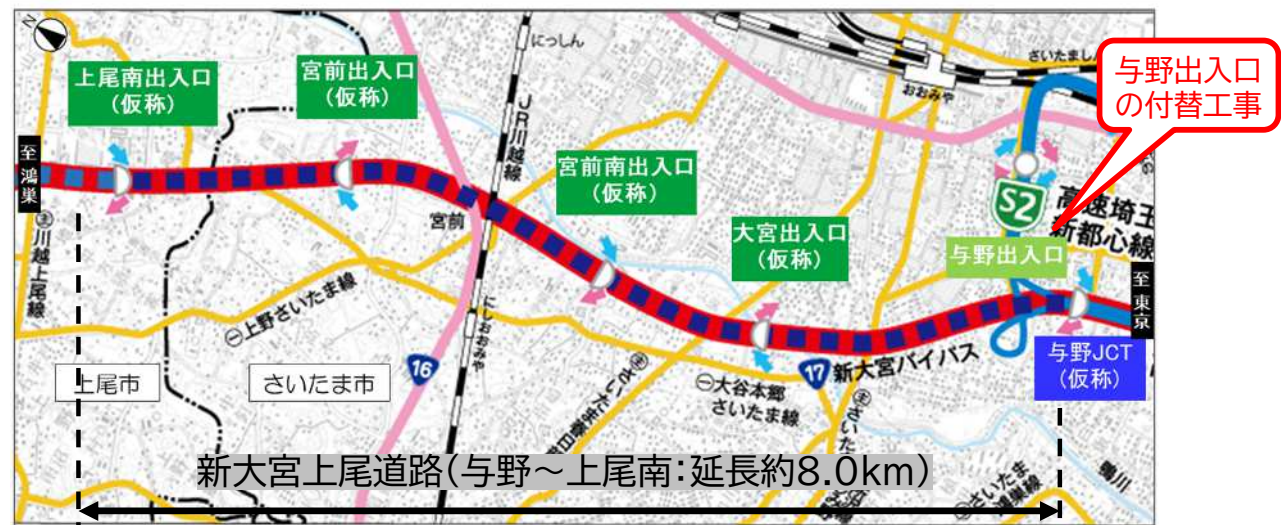 N
上尾南出入口
(仮称)
宮前出入口
(仮称)
にっしん
JR川越線
おおみや
さいたましん
与野出入口
の付替工事
至鴻巣
宮前南出入口
(仮称)
宮前
大宮出入口
(仮称)
S2
高速埼玉
新都心線
与野出入口
至東京
㊤川越上尾線
㊀上野さいたま線
にしおおみや
16
17
新大宮バイパス
与野JCT
(仮称)
上尾市
さいたま市
㊀大谷本郷
さいたま線
鴨川
新大宮上尾道路(与野～上尾南:延長約8.0km)